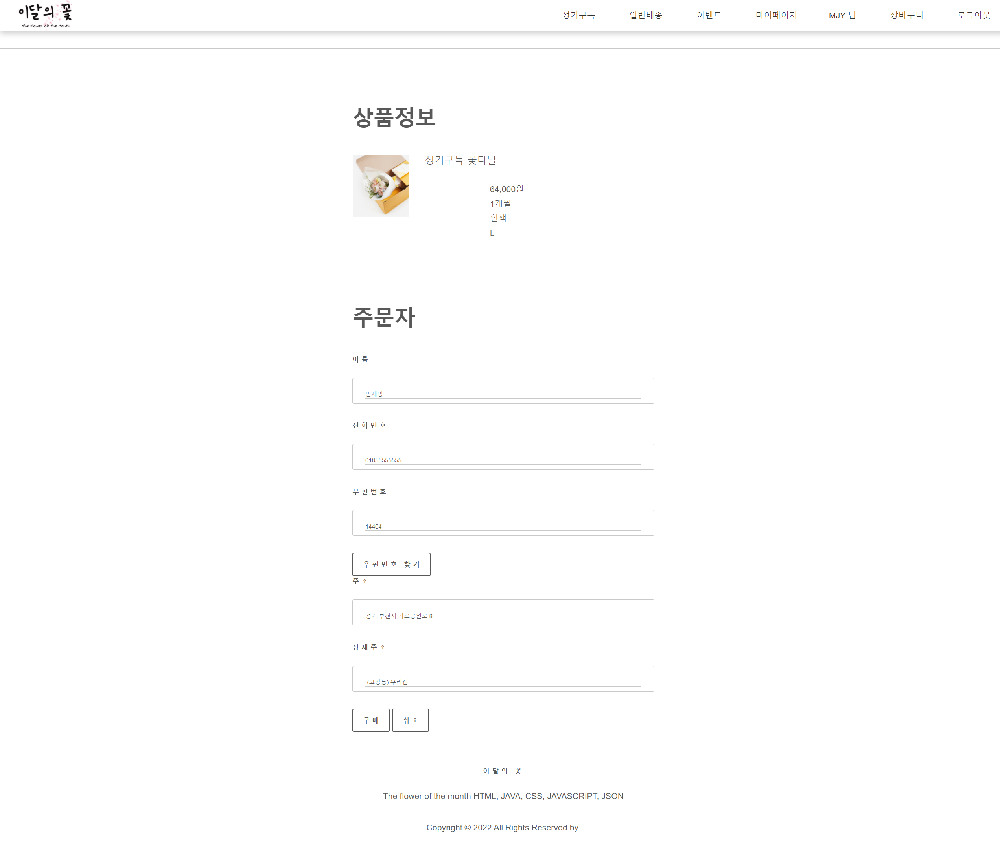 이달의 꽃
The Flower of the Month
정기구독 일반배송 이벤트 마이페이지 MJY 님 장바구니 로그아웃
상품정보
정기구독-꽃다발
64,000원
1개월
흰색
L
주문자
이름
민재영
전화번호
01055555555
우편번호
14404
우편번호 찾기
주소
경기 부천시 가로공원로 8
상세주소
(고강동) 우리집
구매 취소
이달의 꽃
The flower of the month HTML, JAVA, CSS, JAVASCRIPT, JSON
Copyright © 2022 All Rights Reserved by.